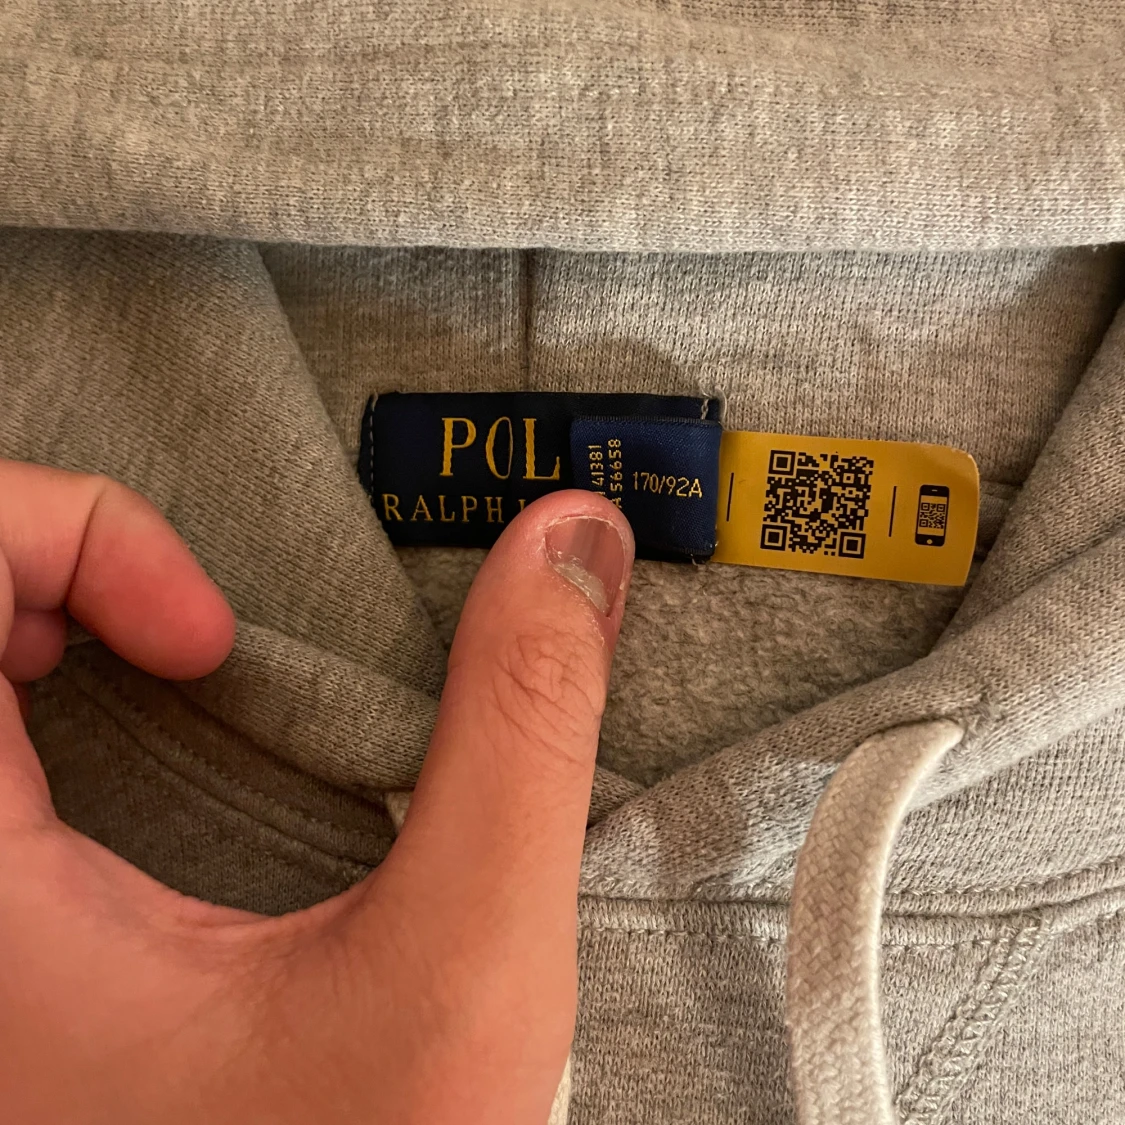 POL
RALPH
41381
A 56658
170/92A